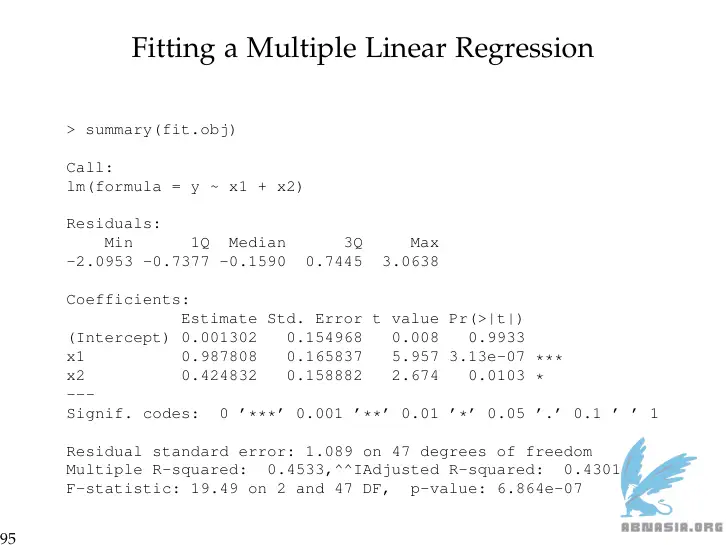 Fitting a Multiple Linear Regression
> summary(fit.obj)
Call:
lm(formula = y ~ x1 + x2)
Residuals:
    Min      1Q  Median      3Q     Max
-2.0953 -0.7377 -0.1590  0.7445  3.0638
Coefficients:
            Estimate Std. Error t value Pr(>|t|)
(Intercept) 0.001302   0.154968   0.008   0.9933
x1          0.987808   0.165837   5.957 3.13e-07 ***
x2          0.424832   0.158882   2.674   0.0103 *
---
Signif. codes:  0 ’***’ 0.001 ’**’ 0.01 ’*’ 0.05 ’.’ 0.1 ’ ’ 1
Residual standard error: 1.089 on 47 degrees of freedom
Multiple R-squared:  0.4533,^^IAdjusted R-squared:  0.4301
F-statistic: 19.49 on 2 and 47 DF,  p-value: 6.864e-07
ABNASIA.ORG
95